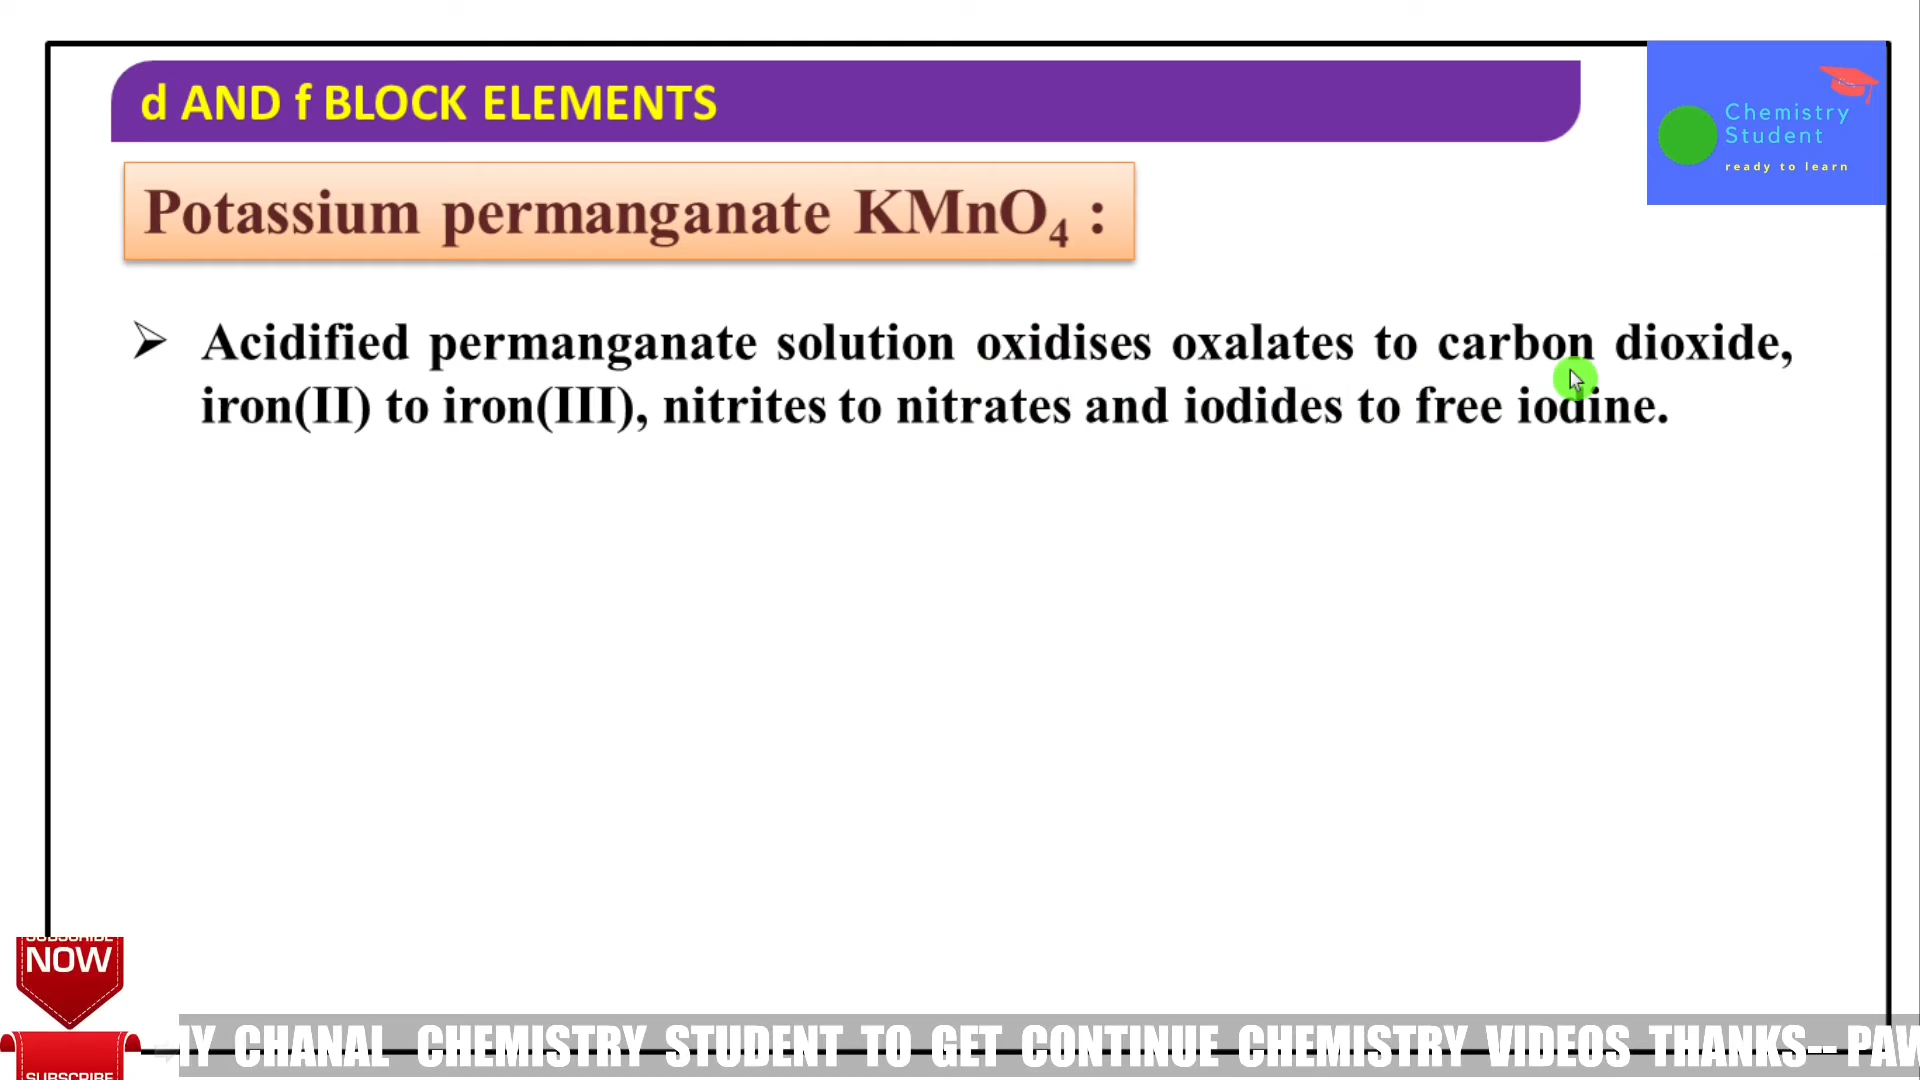 d AND f BLOCK ELEMENTS
Chemistry
Student
ready to learn
Potassium permanganate KMnO₄ :
➢ Acidified permanganate solution oxidises oxalates to carbon dioxide,
iron(II) to iron(III), nitrites to nitrates and iodides to free iodine.
SUBSCRIBE
NOW
SUBSCRIBE
CHANAL CHEMISTRY STUDENT TO GET CONTINUE CHEMISTRY VIDEOS THANKS--